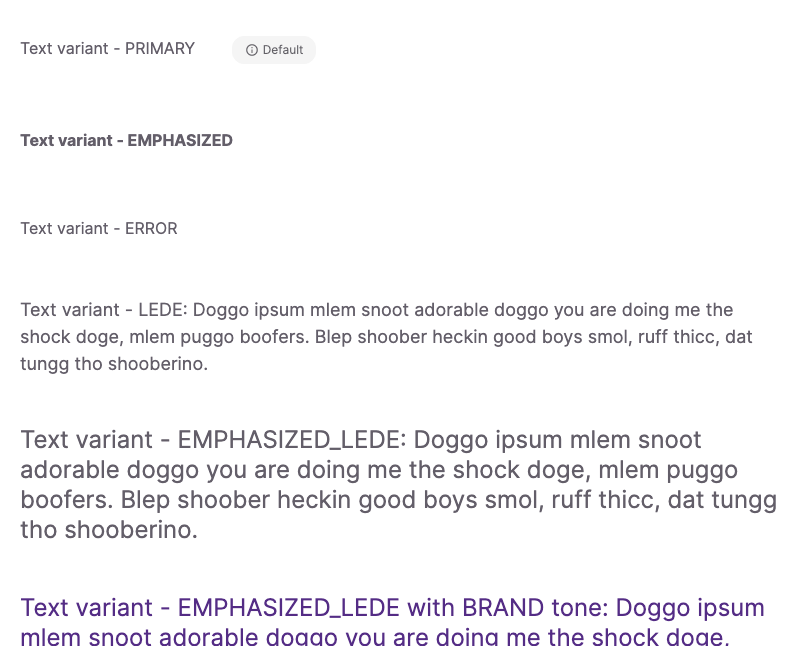 Text variant - PRIMARY Default
Text variant - EMPHASIZED
Text variant - ERROR
Text variant - LEDE: Doggo ipsum mlem snoot adorable doggo you are doing me the
shock doge, mlem puggo boofers. Blep shoober heckin good boys smol, ruff thicc, dat
tungg tho shooberino.
Text variant - EMPHASIZED_LEDE: Doggo ipsum mlem snoot
adorable doggo you are doing me the shock doge, mlem puggo
boofers. Blep shoober heckin good boys smol, ruff thicc, dat tungg
tho shooberino.
Text variant - EMPHASIZED_LEDE with BRAND tone: Doggo ipsum
mlem snoot adorable doggo you are doing me the shock doge,